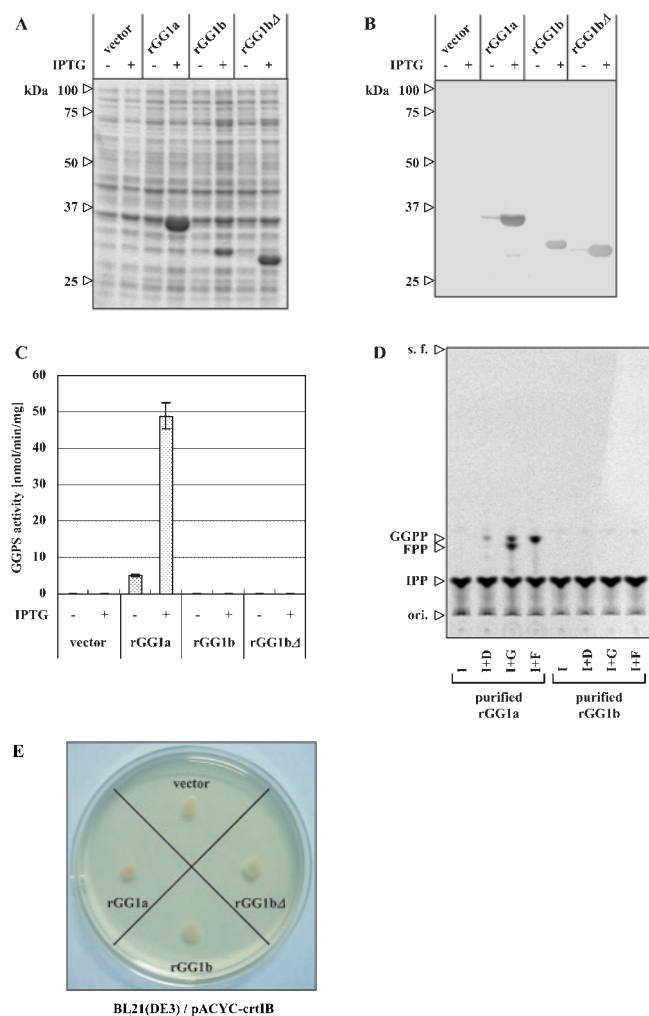 A
vector
rGG1a
rGG1b
rGG1bΔ
IPTG - + - + - + - +
kDa 100
75
50
37
25
B
vector
rGG1a
rGG1b
rGG1bΔ
IPTG - + - + - + - +
kDa 100
75
50
37
25
C
GGPS activity [nmol/min/mg]
60
50
40
30
20
10
0
IPTG - + - + - + - +
vector rGG1a rGG1b rGG1bΔ
D
s. f.
GGPP
FPP
IPP
ori.
I I+D I+G I+F I I+D I+G I+F
purified rGG1a
purified rGG1b
E
vector
rGG1a
rGG1bΔ
rGG1b
BL21(DE3) / pACYC-crtIB